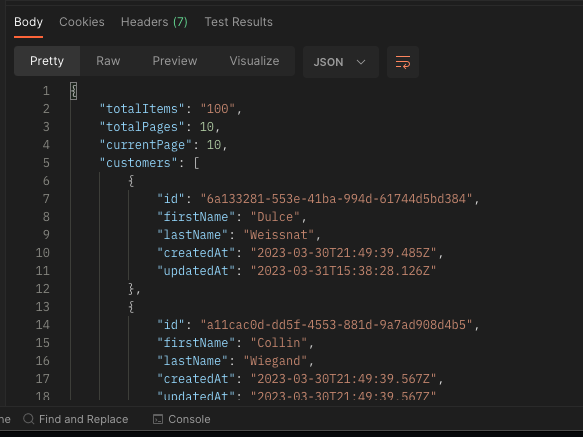 Body Cookies Headers (7) Test Results
Pretty Raw Preview Visualize JSON
1 {
2 "totalItems": "100",
3 "totalPages": 10,
4 "currentPage": 10,
5 "customers": [
6 {
7 "id": "6a133281-553e-41ba-994d-61744d5bd384",
8 "firstName": "Dulce",
9 "lastName": "Weissnat",
10 "createdAt": "2023-03-30T21:49:39.485Z",
11 "updatedAt": "2023-03-31T15:38:28.126Z"
12 },
13 {
14 "id": "a11cac0d-dd5f-4553-881d-9a7ad908d4b5",
15 "firstName": "Collin",
16 "lastName": "Wiegand",
17 "createdAt": "2023-03-30T21:49:39.567Z",
18 "updatedAt": "2023-03-30T21:49:39.567Z"
ne Find and Replace Console